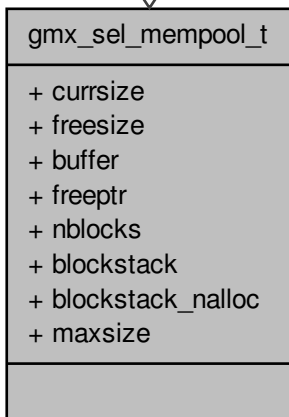 gmx_sel_mempool_t
+ currsize
+ freesize
+ buffer
+ freeptr
+ nblocks
+ blockstack
+ blockstack_nalloc
+ maxsize